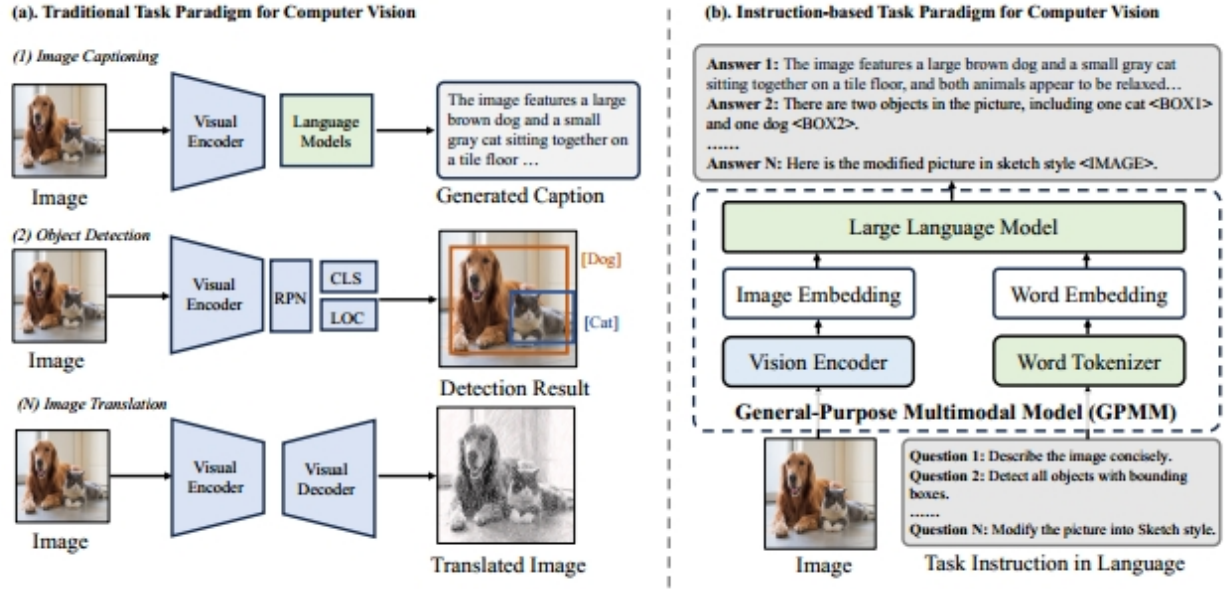 (a). Traditional Task Paradigm for Computer Vision
(1) Image Captioning
Image
Visual
Encoder
Language
Models
The image features a large
brown dog and a small
gray cat sitting together on
a tile floor …
Generated Caption
(2) Object Detection
Image
Visual
Encoder
RPN
CLS
LOC
[Dog]
[Cat]
Detection Result
(N) Image Translation
Image
Visual
Encoder
Visual
Decoder
Translated Image
(b). Instruction-based Task Paradigm for Computer Vision
Answer 1: The image features a large brown dog and a small gray cat
sitting together on a tile floor, and both animals appear to be relaxed…
Answer 2: There are two objects in the picture, including one cat <BOX1>
and one dog <BOX2>.
……
Answer N: Here is the modified picture in sketch style <IMAGE>.
Large Language Model
Image Embedding
Word Embedding
Vision Encoder
Word Tokenizer
General-Purpose Multimodal Model (GPMM)
Question 1: Describe the image concisely.
Question 2: Detect all objects with bounding
boxes.
……
Question N: Modify the picture into Sketch style.
Image
Task Instruction in Language